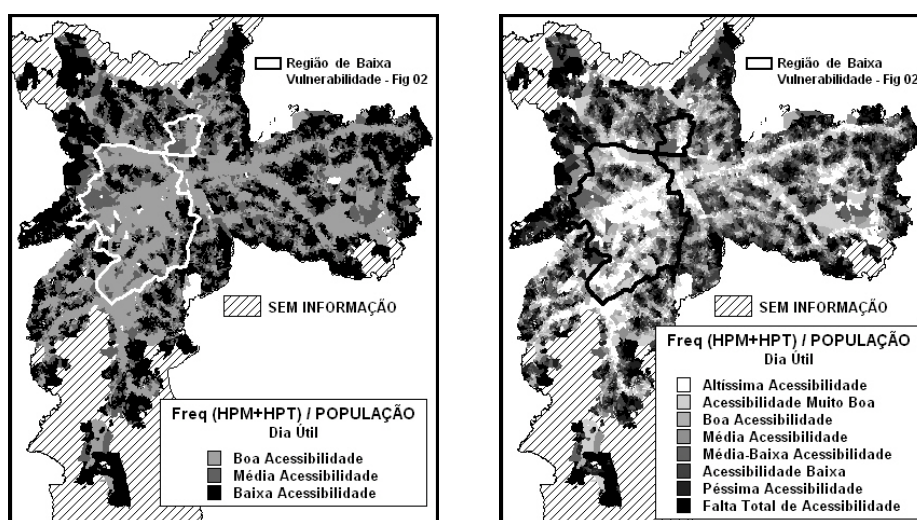 Região de Baixa
Vulnerabilidade - Fig 02
SEM INFORMAÇÃO
Freq (HPM+HPT) / POPULAÇÃO
Dia Útil
Boa Acessibilidade
Média Acessibilidade
Baixa Acessibilidade
Região de Baixa
Vulnerabilidade - Fig 02
SEM INFORMAÇÃO
Freq (HPM+HPT) / POPULAÇÃO
Dia Útil
Altíssima Acessibilidade
Acessibilidade Muito Boa
Boa Acessibilidade
Média Acessibilidade
Média-Baixa Acessibilidade
Acessibilidade Baixa
Péssima Acessibilidade
Falta Total de Acessibilidade